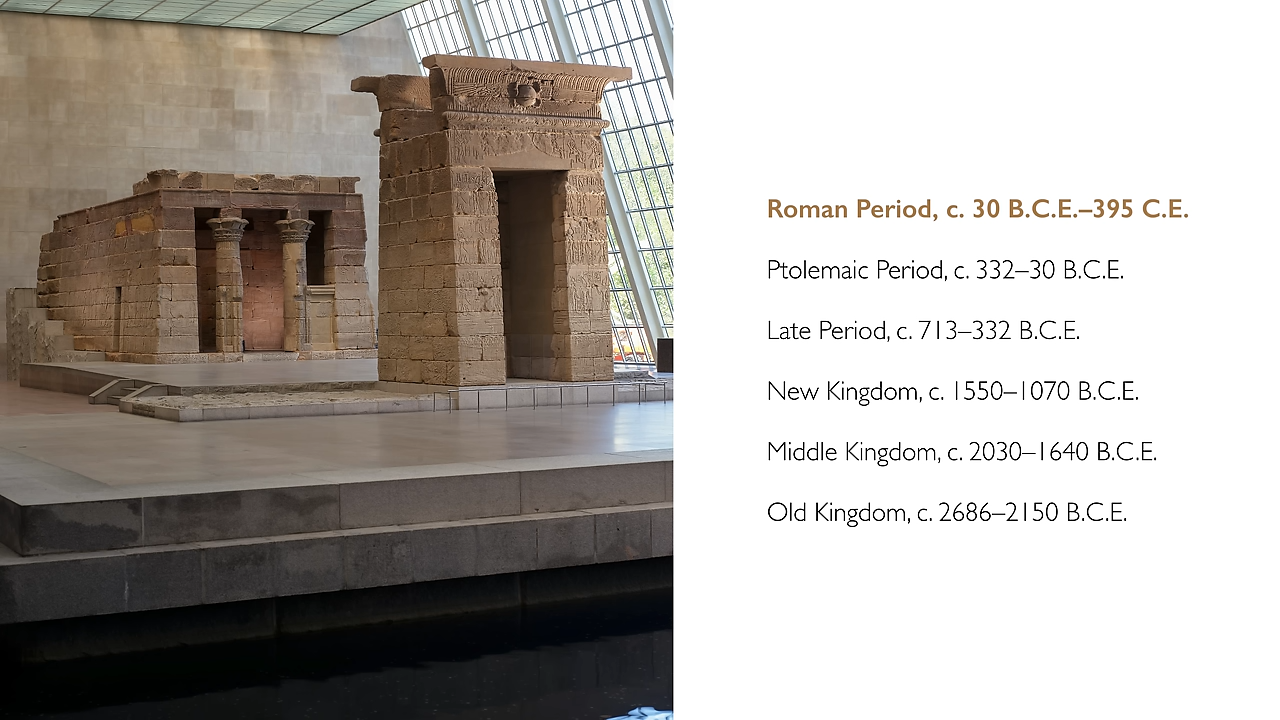 Roman Period, c. 30 B.C.E.–395 C.E.
Ptolemaic Period, c. 332–30 B.C.E.
Late Period, c. 713–332 B.C.E.
New Kingdom, c. 1550–1070 B.C.E.
Middle Kingdom, c. 2030–1640 B.C.E.
Old Kingdom, c. 2686–2150 B.C.E.